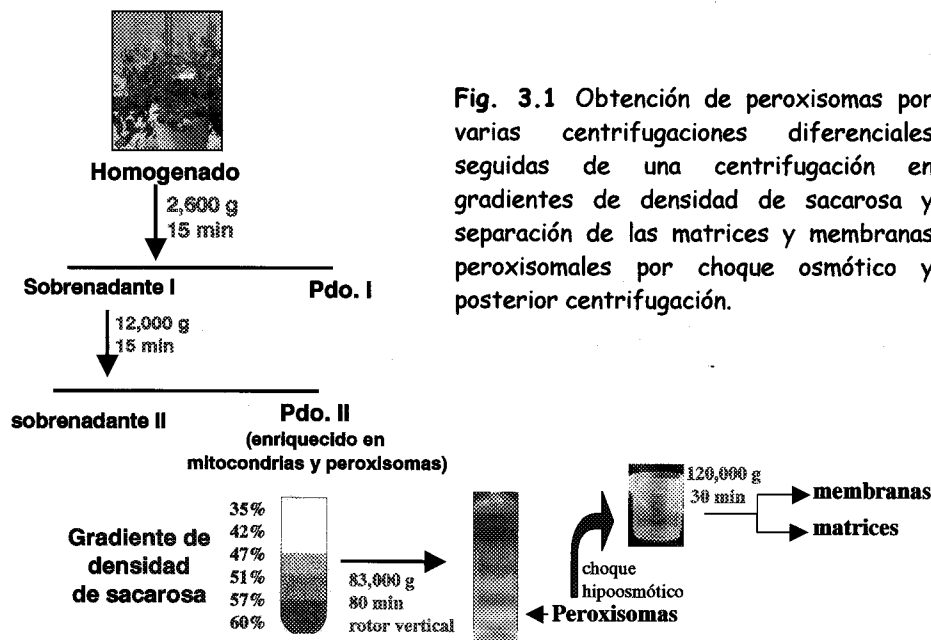 Fig. 3.1 Obtención de peroxisomas por
varias centrifugaciones diferenciales
seguidas de una centrifugación en
gradientes de densidad de sacarosa y
separación de las matrices y membranas
peroxisomales por choque osmótico y
posterior centrifugación.
Homogenado
2,600 g
15 min
Sobrenadante I
Pdo. I
12,000 g
15 min
sobrenadante II
Pdo. II
(enriquecido en
mitocondrias y peroxisomas)
Gradiente de
densidad
de sacarosa
35%
42%
47%
51%
57%
60%
83,000 g
80 min
rotor vertical
Peroxisomas
choque
hipoosmótico
120,000 g
30 min
membranas
matrices